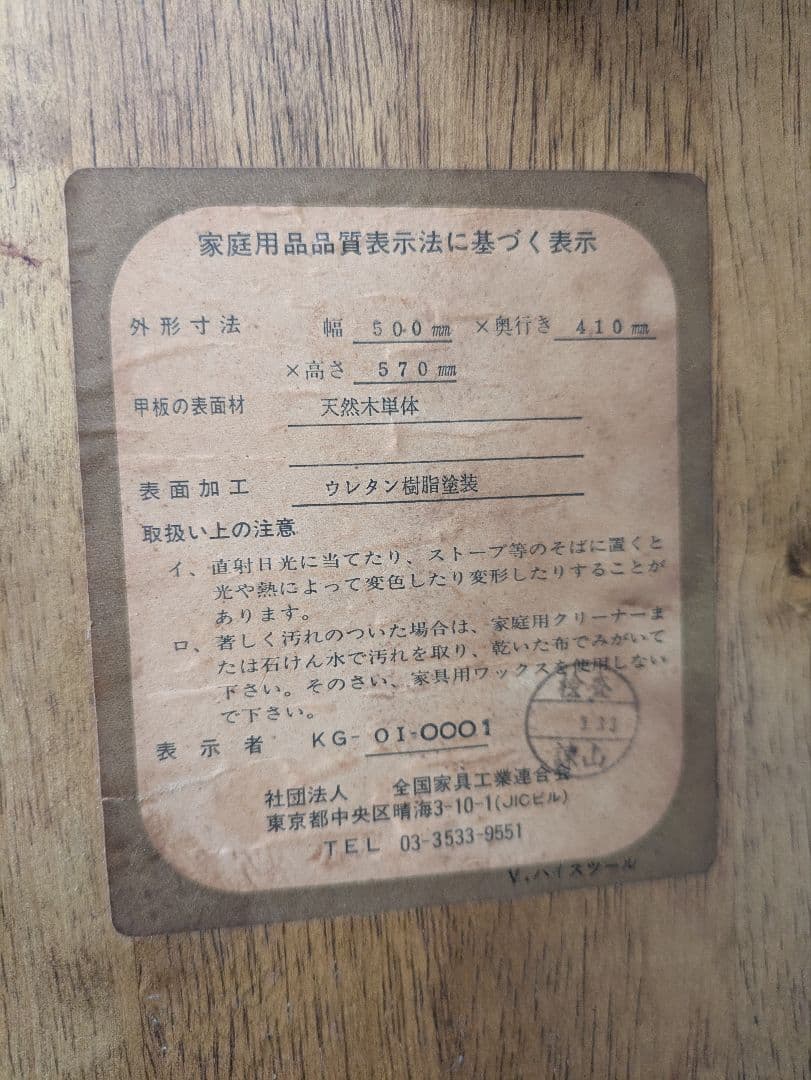 家庭用品品質表示法に基づく表示
外形寸法 幅 500㎜ ×奥行き 410㎜
×高さ 570㎜
甲板の表面材 天然木単体
表面加工 ウレタン樹脂塗装
取扱い上の注意
イ、直射日光に当てたり、ストーブ等のそばに置くと
光や熱によって変色したり変形したりすることが
あります。
ロ、著しく汚れのついた場合は、家庭用クリーナーま
たは石けん水で汚れを取り、乾いた布でみがいて
下さい。そのさい、家具用ワックスを使用しない
で下さい。
検査
山
表示者 KG-01-0001
社団法人 全国家具工業連合会
東京都中央区晴海3-10-1(JICビル)
TEL 03-3533-9551
V.ハイスツール